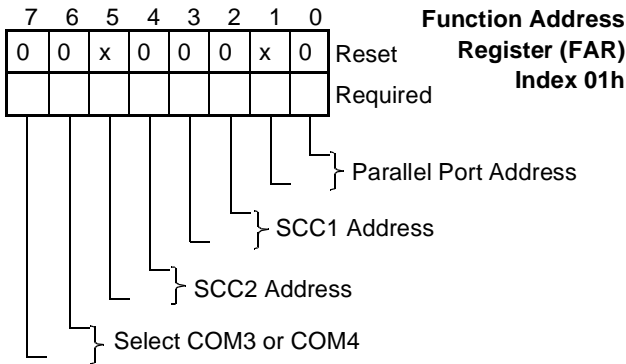 7 6 5 4 3 2 1 0
Function Address
Register (FAR)
Index 01h
0 0 x 0 0 0 x 0 Reset
Required
Parallel Port Address
SCC1 Address
SCC2 Address
Select COM3 or COM4